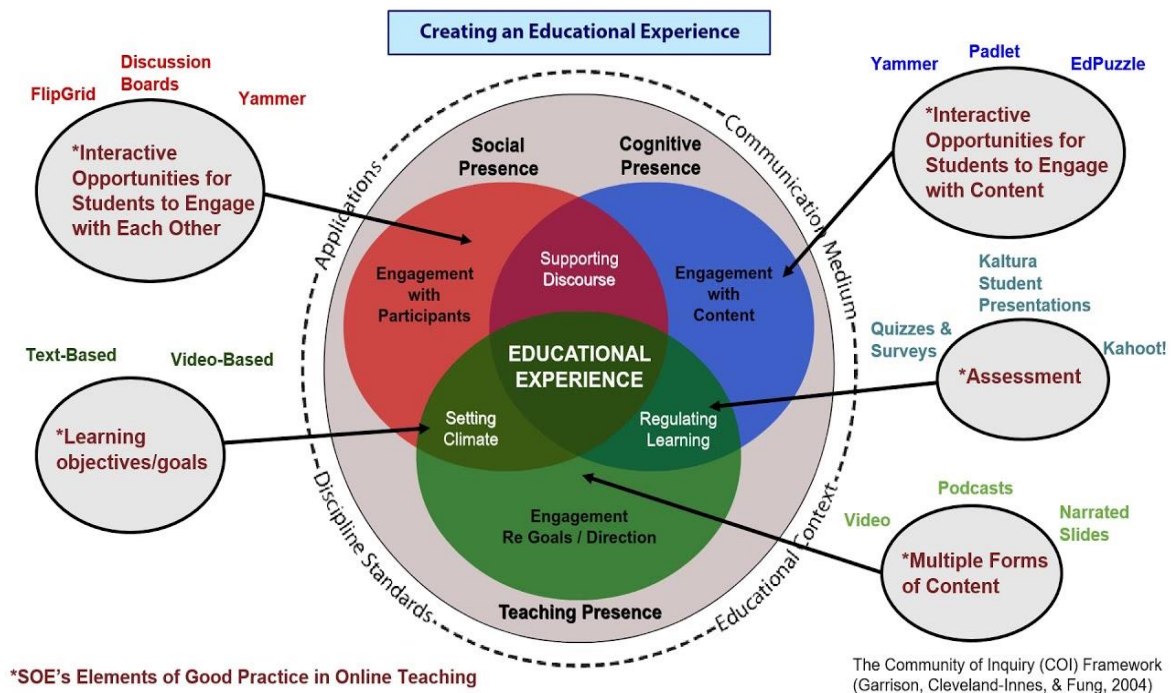 Creating an Educational Experience
FlipGrid
Discussion
Boards
Yammer
*Interactive
Opportunities for
Students to Engage
with Each Other
Yammer
Padlet
EdPuzzle
*Interactive
Opportunities for
Students to Engage
with Content
Applications
Communication Medium
Social
Presence
Cognitive
Presence
Engagement
with
Participants
Supporting
Discourse
Engagement
with
Content
EDUCATIONAL
EXPERIENCE
Setting
Climate
Regulating
Learning
Engagement
Re Goals / Direction
Teaching Presence
Discipline Standards
Educational Context
Text-Based
Video-Based
*Learning
objectives/goals
Kaltura
Student
Presentations
Quizzes &
Surveys
Kahoot!
*Assessment
Podcasts
Video
Narrated
Slides
*Multiple Forms
of Content
*SOE's Elements of Good Practice in Online Teaching
The Community of Inquiry (COI) Framework
(Garrison, Cleveland-Innes, & Fung, 2004)